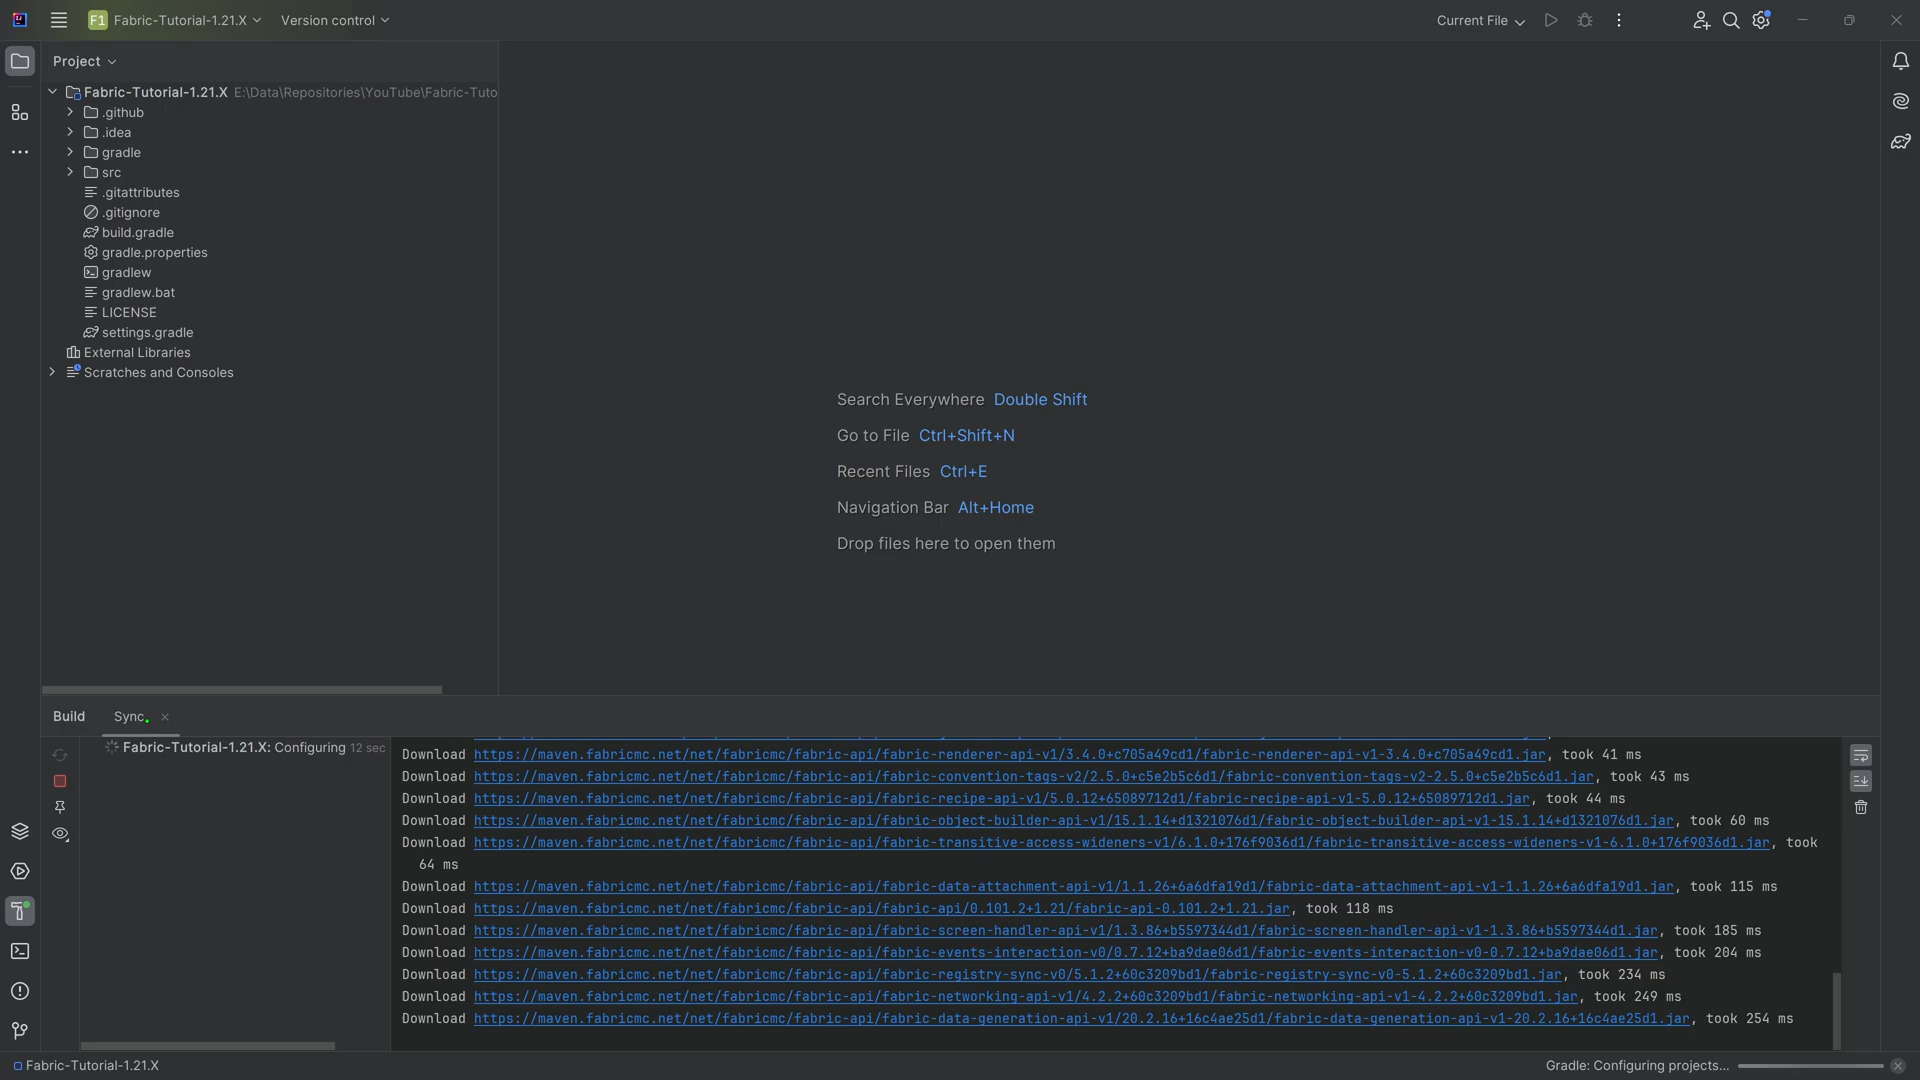 F1 Fabric-Tutorial-1.21.X Version control Current File
Project
Fabric-Tutorial-1.21.X E:\Data\Repositories\YouTube\Fabric-Tuto
.github
.idea
gradle
src
.gitattributes
.gitignore
build.gradle
gradle.properties
gradlew
gradlew.bat
LICENSE
settings.gradle
External Libraries
Scratches and Consoles
Search Everywhere Double Shift
Go to File Ctrl+Shift+N
Recent Files Ctrl+E
Navigation Bar Alt+Home
Drop files here to open them
Build Sync
Fabric-Tutorial-1.21.X: Configuring 12 sec
Download https://maven.fabricmc.net/net/fabricmc/fabric-api/fabric-renderer-api-v1/3.4.0+c705a49cd1/fabric-renderer-api-v1-3.4.0+c705a49cd1.jar, took 41 ms
Download https://maven.fabricmc.net/net/fabricmc/fabric-api/fabric-convention-tags-v2/2.5.0+c5e2b5c6d1/fabric-convention-tags-v2-2.5.0+c5e2b5c6d1.jar, took 43 ms
Download https://maven.fabricmc.net/net/fabricmc/fabric-api/fabric-recipe-api-v1/5.0.12+65089712d1/fabric-recipe-api-v1-5.0.12+65089712d1.jar, took 44 ms
Download https://maven.fabricmc.net/net/fabricmc/fabric-api/fabric-object-builder-api-v1/15.1.14+d1321076d1/fabric-object-builder-api-v1-15.1.14+d1321076d1.jar, took 60 ms
Download https://maven.fabricmc.net/net/fabricmc/fabric-api/fabric-transitive-access-wideners-v1/6.1.0+176f9036d1/fabric-transitive-access-wideners-v1-6.1.0+176f9036d1.jar, took
64 ms
Download https://maven.fabricmc.net/net/fabricmc/fabric-api/fabric-data-attachment-api-v1/1.1.26+6a6dfa19d1/fabric-data-attachment-api-v1-1.1.26+6a6dfa19d1.jar, took 115 ms
Download https://maven.fabricmc.net/net/fabricmc/fabric-api/fabric-api/0.101.2+1.21/fabric-api-0.101.2+1.21.jar, took 118 ms
Download https://maven.fabricmc.net/net/fabricmc/fabric-api/fabric-screen-handler-api-v1/1.3.86+b5597344d1/fabric-screen-handler-api-v1-1.3.86+b5597344d1.jar, took 185 ms
Download https://maven.fabricmc.net/net/fabricmc/fabric-api/fabric-events-interaction-v0/0.7.12+ba9dae06d1/fabric-events-interaction-v0-0.7.12+ba9dae06d1.jar, took 204 ms
Download https://maven.fabricmc.net/net/fabricmc/fabric-api/fabric-registry-sync-v0/5.1.2+60c3209bd1/fabric-registry-sync-v0-5.1.2+60c3209bd1.jar, took 234 ms
Download https://maven.fabricmc.net/net/fabricmc/fabric-api/fabric-networking-api-v1/4.2.2+60c3209bd1/fabric-networking-api-v1-4.2.2+60c3209bd1.jar, took 249 ms
Download https://maven.fabricmc.net/net/fabricmc/fabric-api/fabric-data-generation-api-v1/20.2.16+16c4ae25d1/fabric-data-generation-api-v1-20.2.16+16c4ae25d1.jar, took 254 ms
Fabric-Tutorial-1.21.X Gradle: Configuring projects...